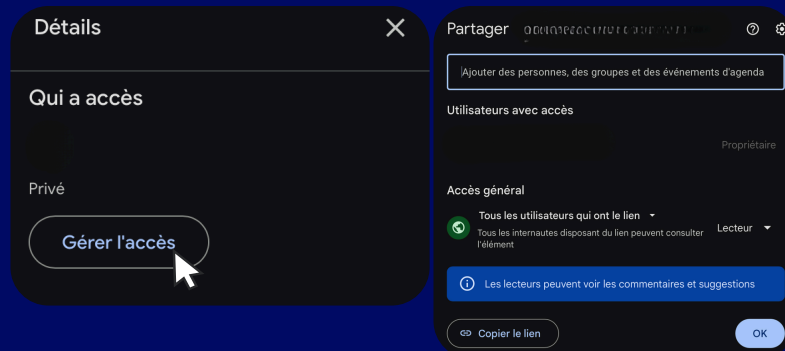 Détails
Qui a accès
Privé
Gérer l'accès
Partager
Ajouter des personnes, des groupes et des événements d'agenda
Utilisateurs avec accès
Propriétaire
Accès général
Tous les utilisateurs qui ont le lien
Tous les internautes disposant du lien peuvent consulter
l'élément
Lecteur
Les lecteurs peuvent voir les commentaires et suggestions
Copier le lien
OK